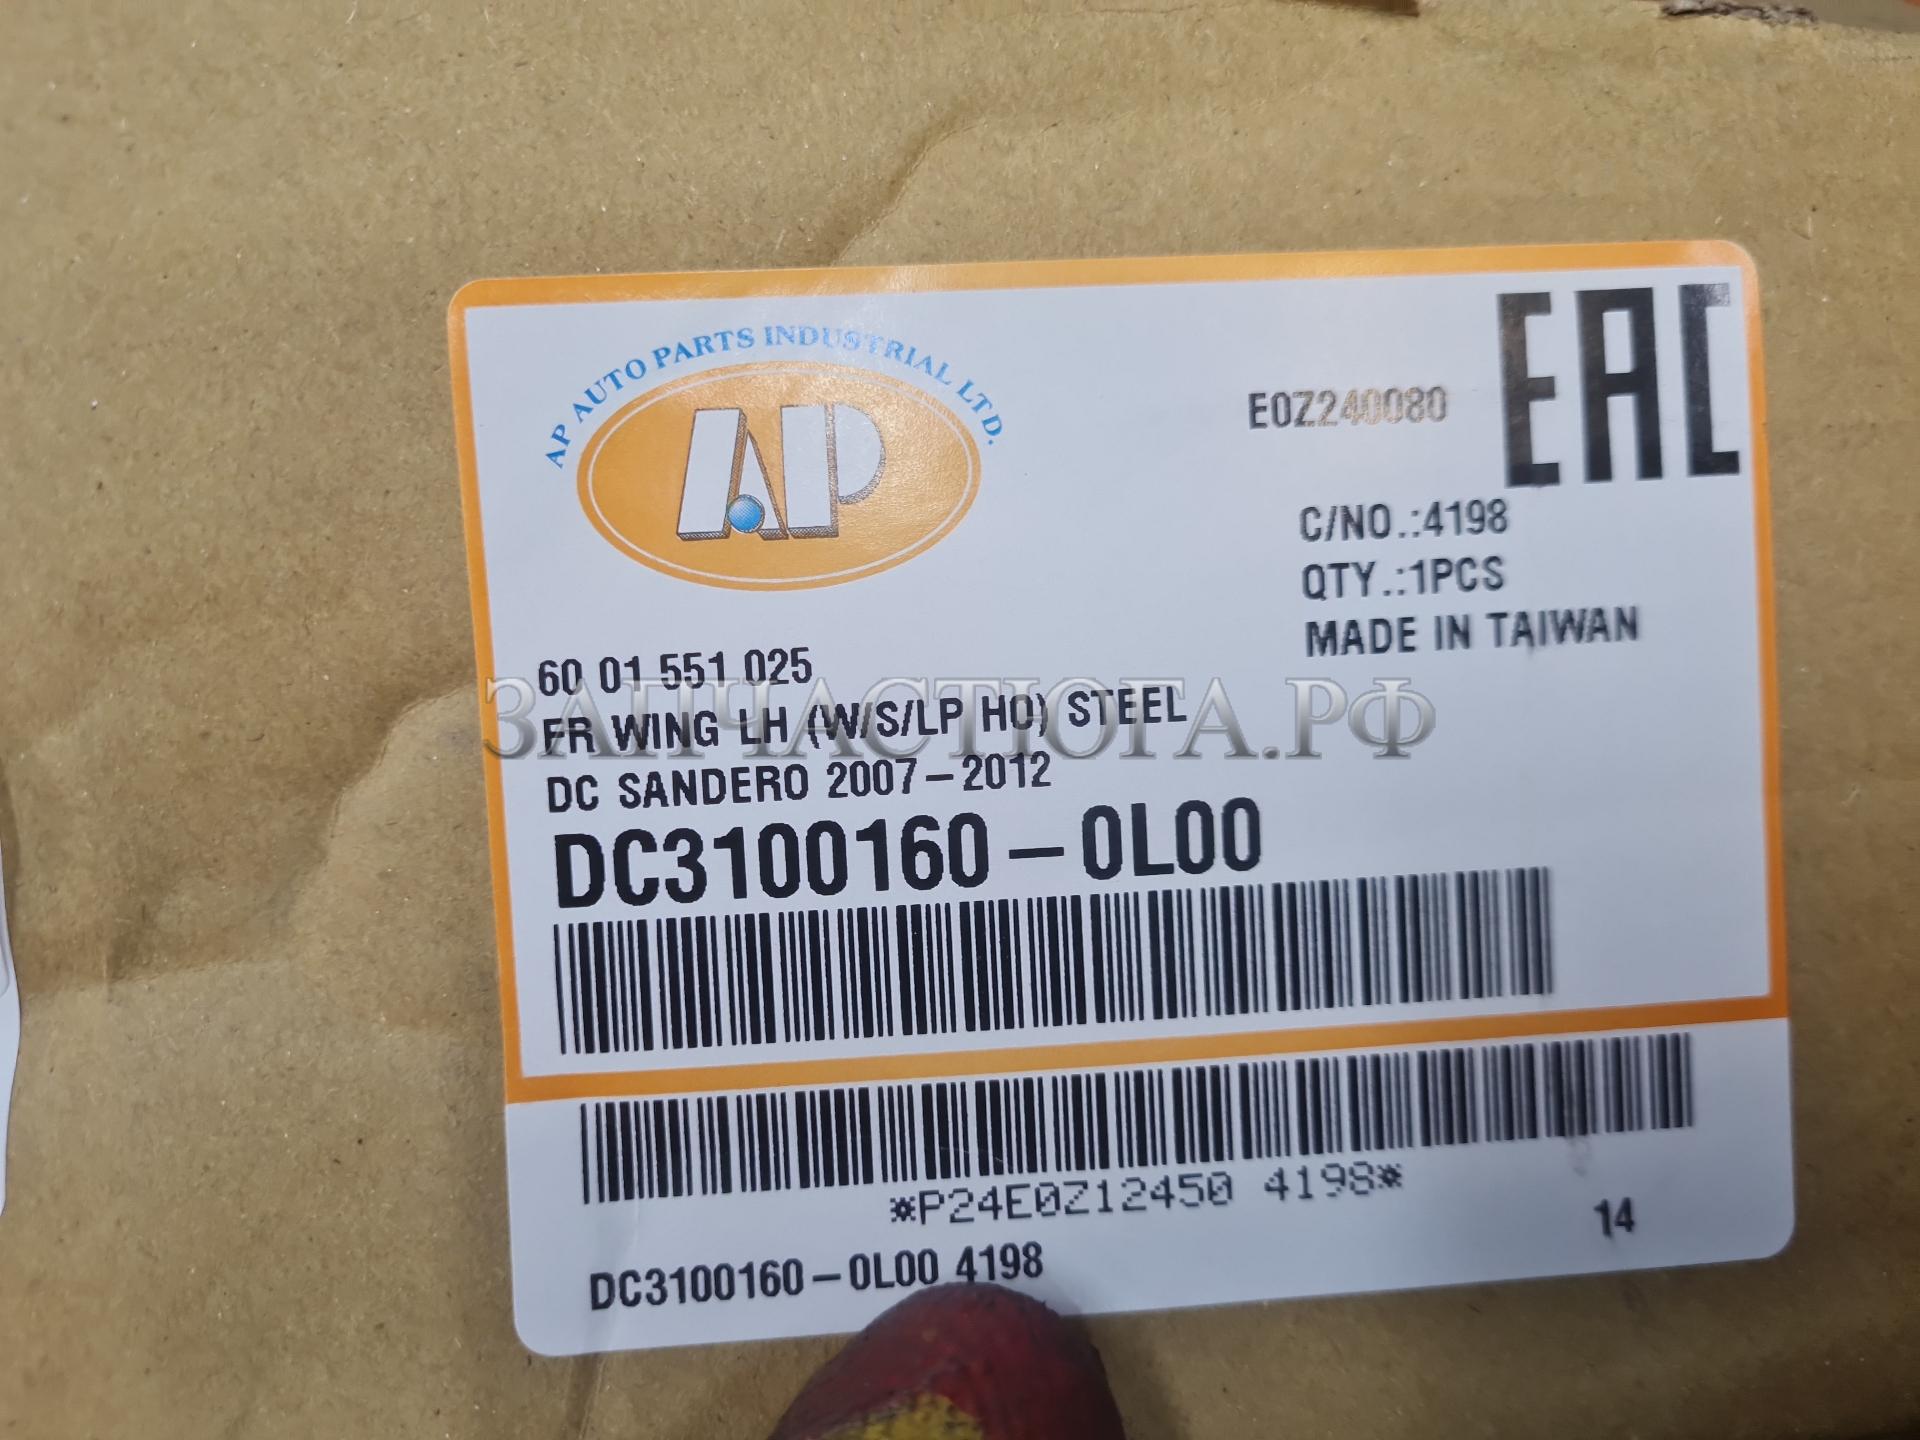 AP AUTO PARTS INDUSTRIAL LTD.
AP
EAC
E0Z240080
C/NO.:4198
QTY.:1PCS
MADE IN TAIWAN
60 01 551 025
ЗАПЧАСТЮГА.РФ
FR WING LH (W/S/LP HO) STEEL
DC SANDERO 2007-2012
DC3100160-0L00
*P24E0Z12450 4198*
14
DC3100160-0L00 4198